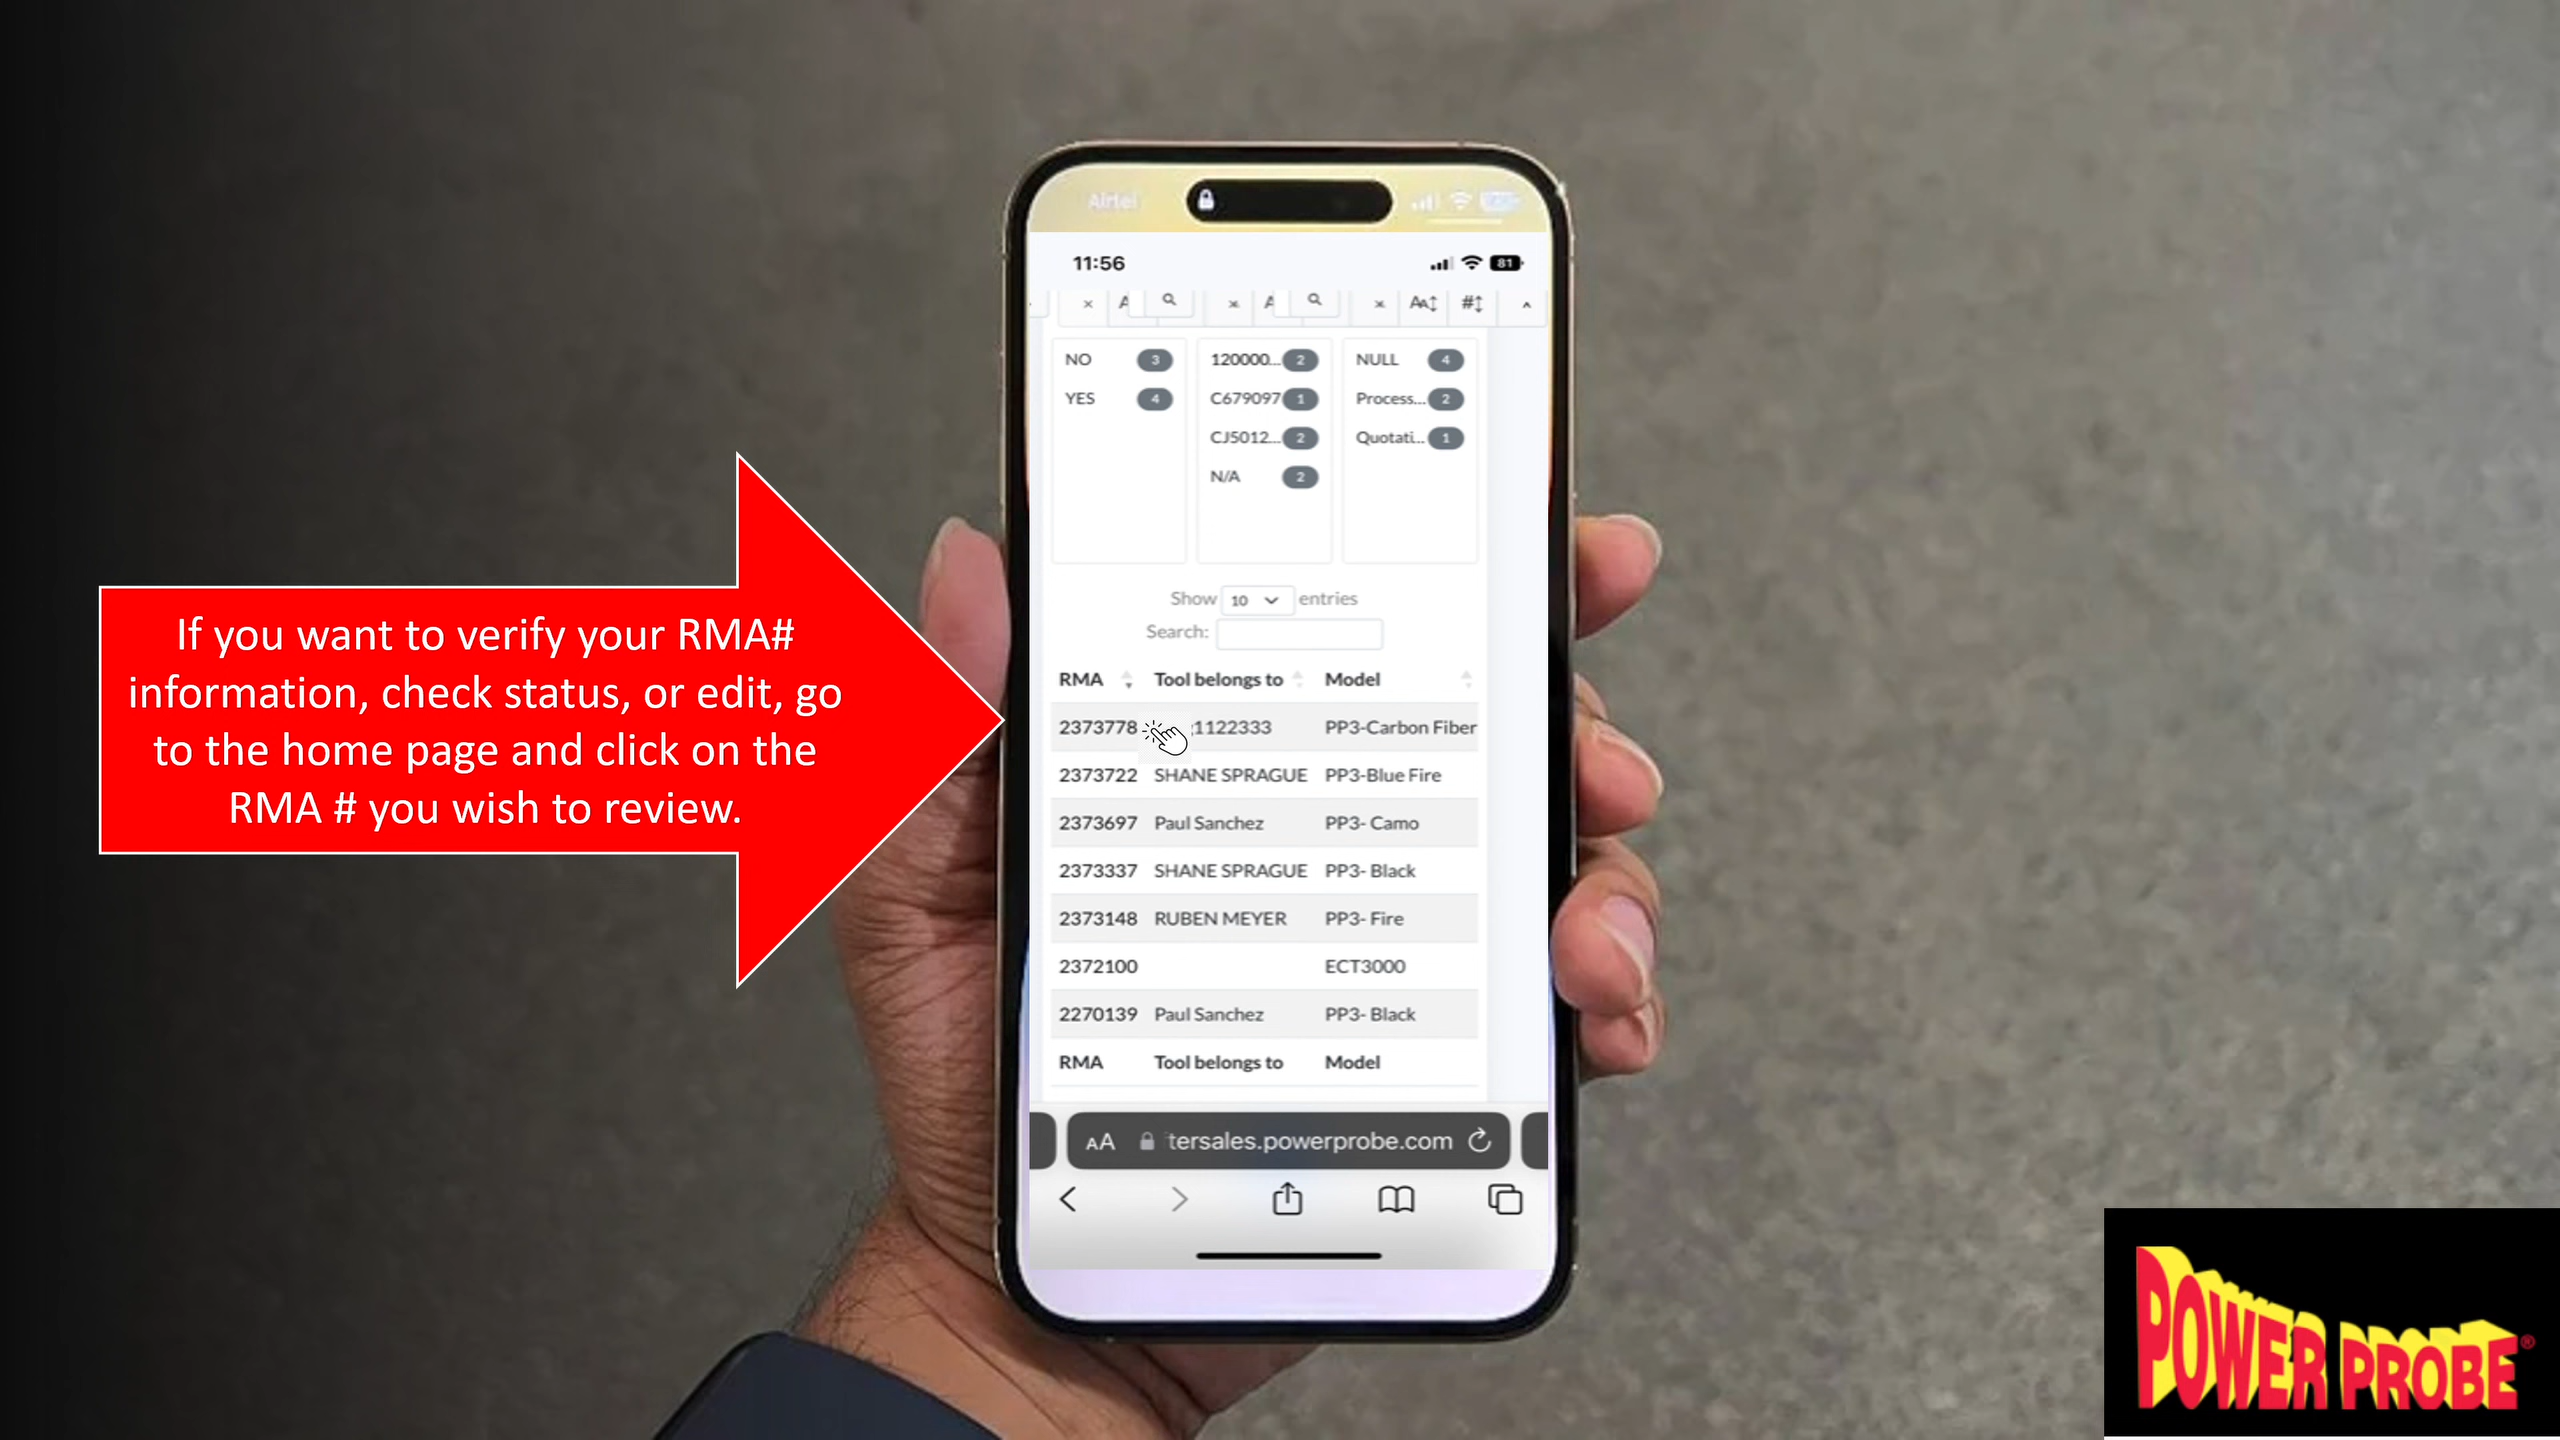 If you want to verify your RMA#
information, check status, or edit, go
to the home page and click on the
RMA # you wish to review.
Airtel
11:56
81
NO 3
YES 4
120000... 2
C679097 1
CJ5012... 2
N/A 2
NULL 4
Process... 2
Quotati... 1
Show 10 entries
Search:
RMA Tool belongs to Model
2373778 1122333 PP3-Carbon Fiber
2373722 SHANE SPRAGUE PP3-Blue Fire
2373697 Paul Sanchez PP3- Camo
2373337 SHANE SPRAGUE PP3- Black
2373148 RUBEN MEYER PP3- Fire
2372100 ECT3000
2270139 Paul Sanchez PP3- Black
RMA Tool belongs to Model
AA tersales.powerprobe.com
POWER PROBE®